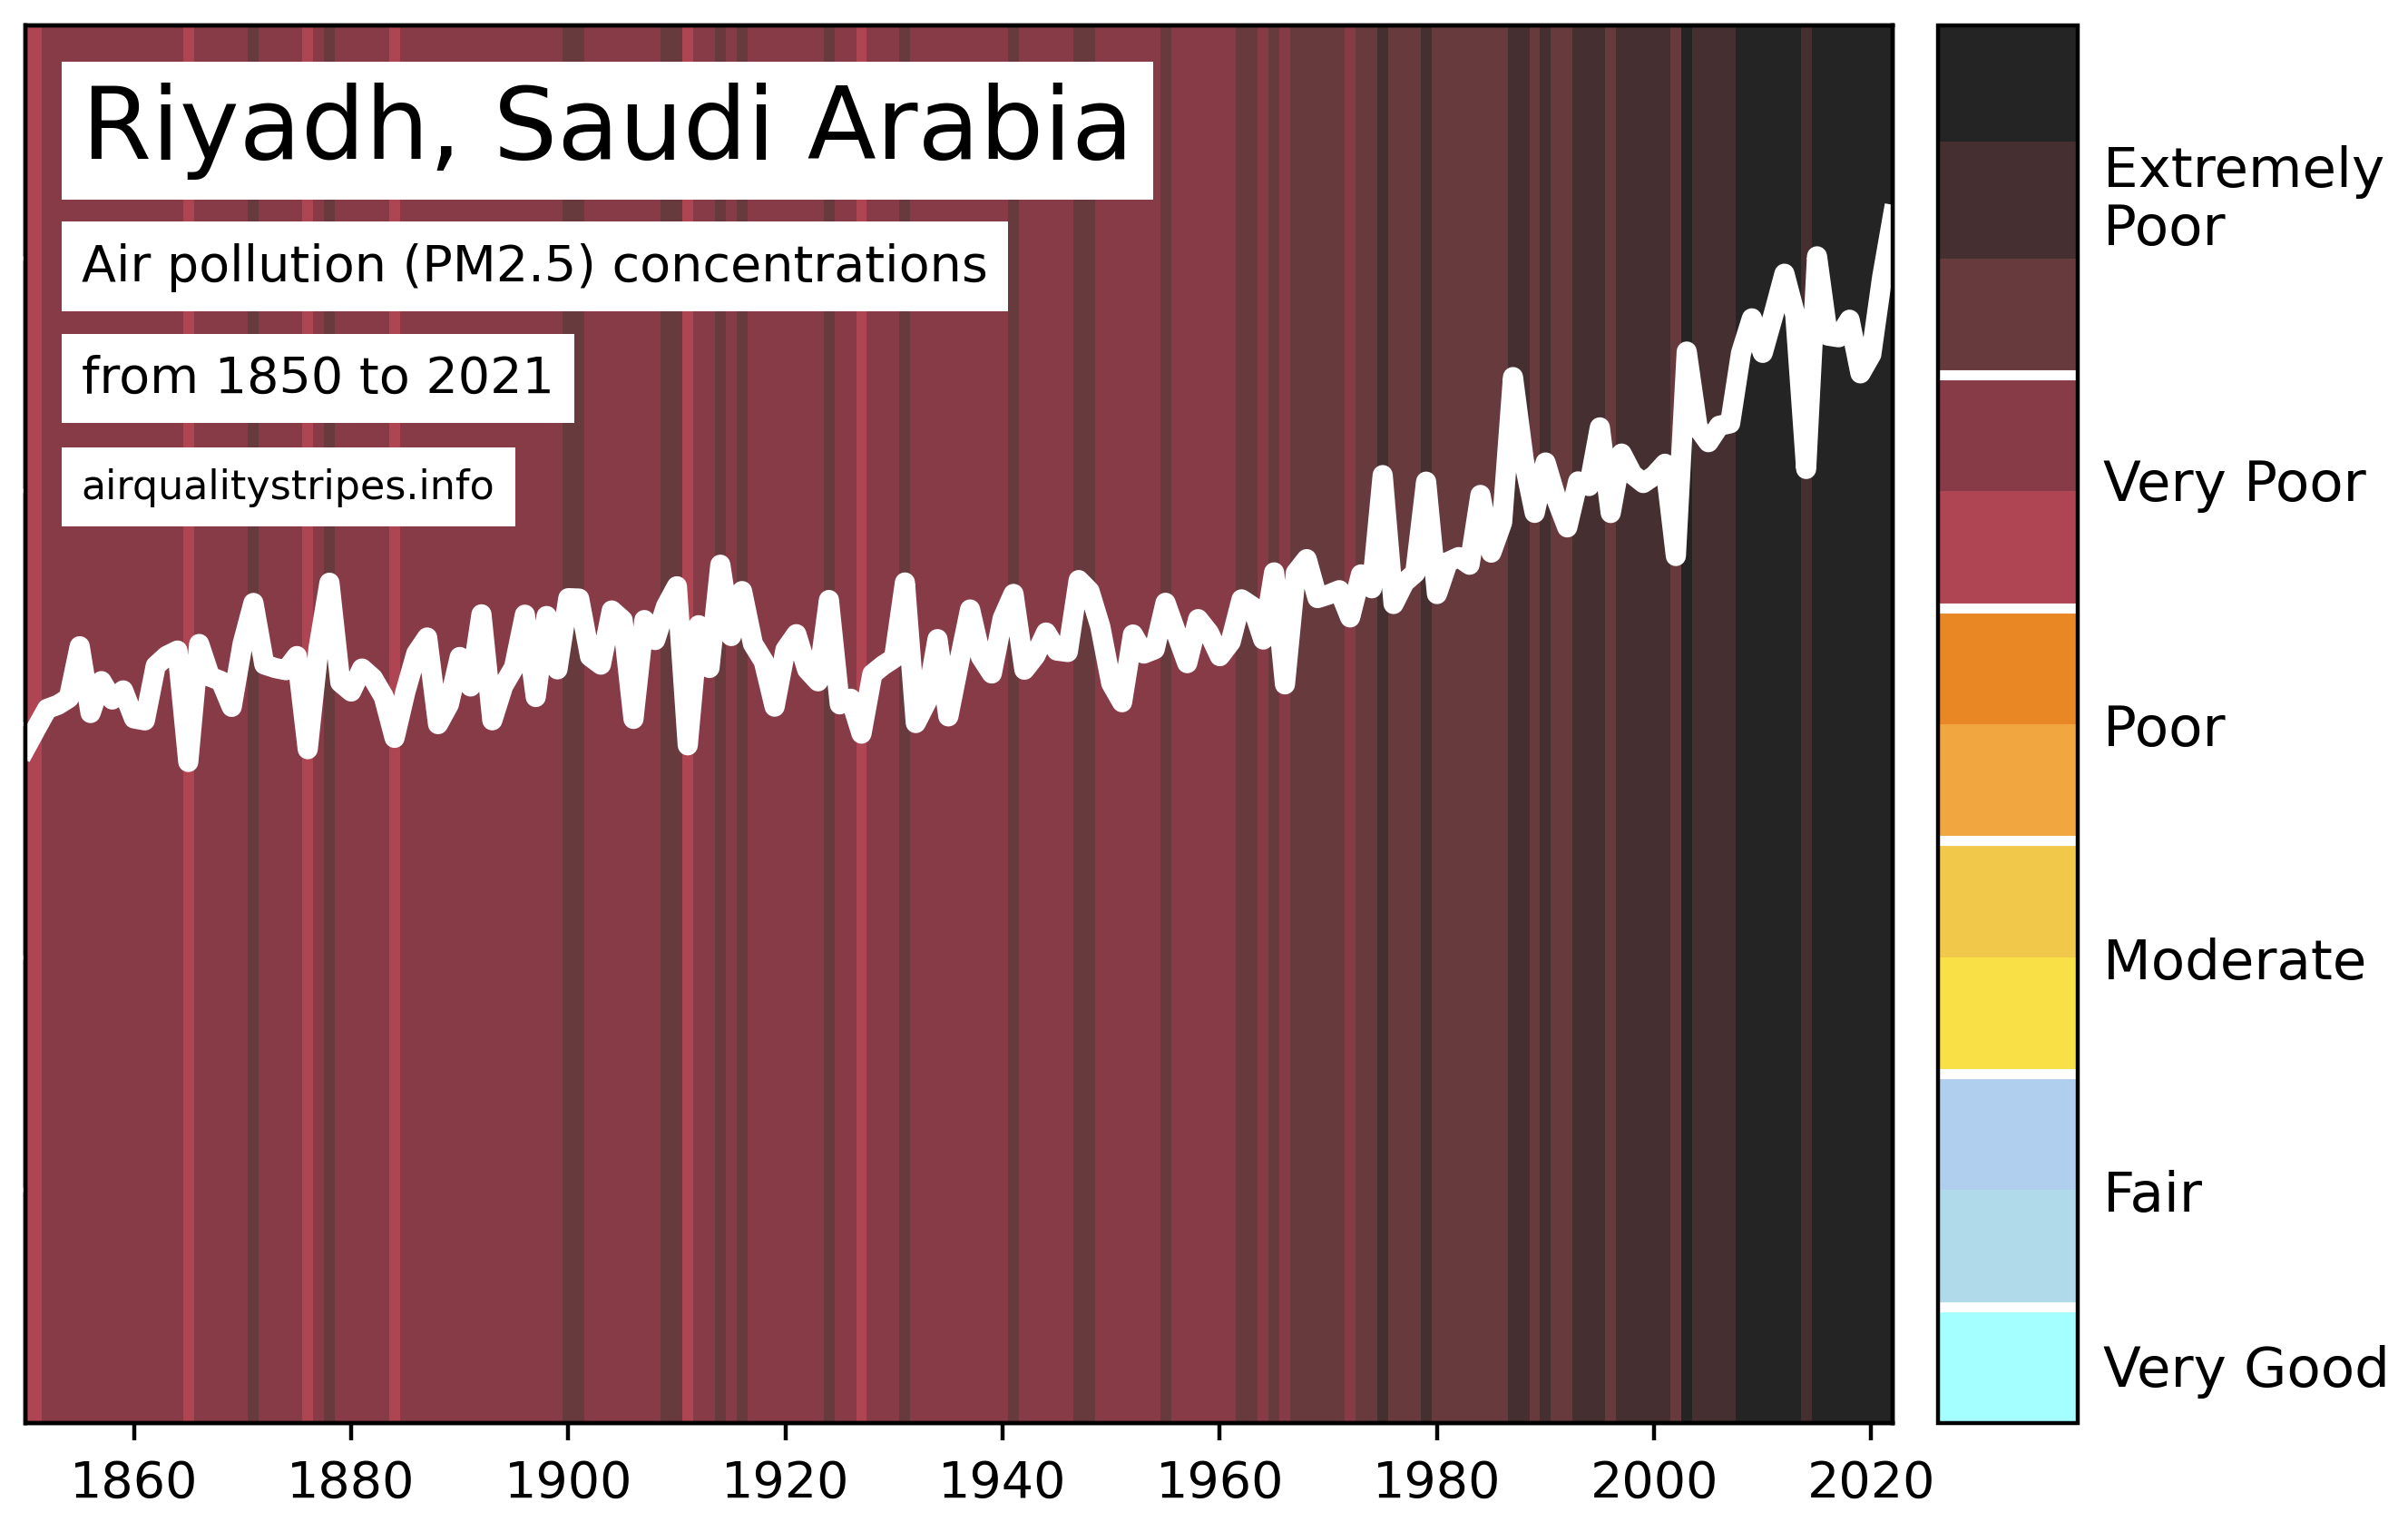 Riyadh, Saudi Arabia
Air pollution (PM2.5) concentrations
from 1850 to 2021
airqualitystripes.info
Extremely
Poor
Very Poor
Poor
Moderate
Fair
Very Good
1860 1880 1900 1920 1940 1960 1980 2000 2020